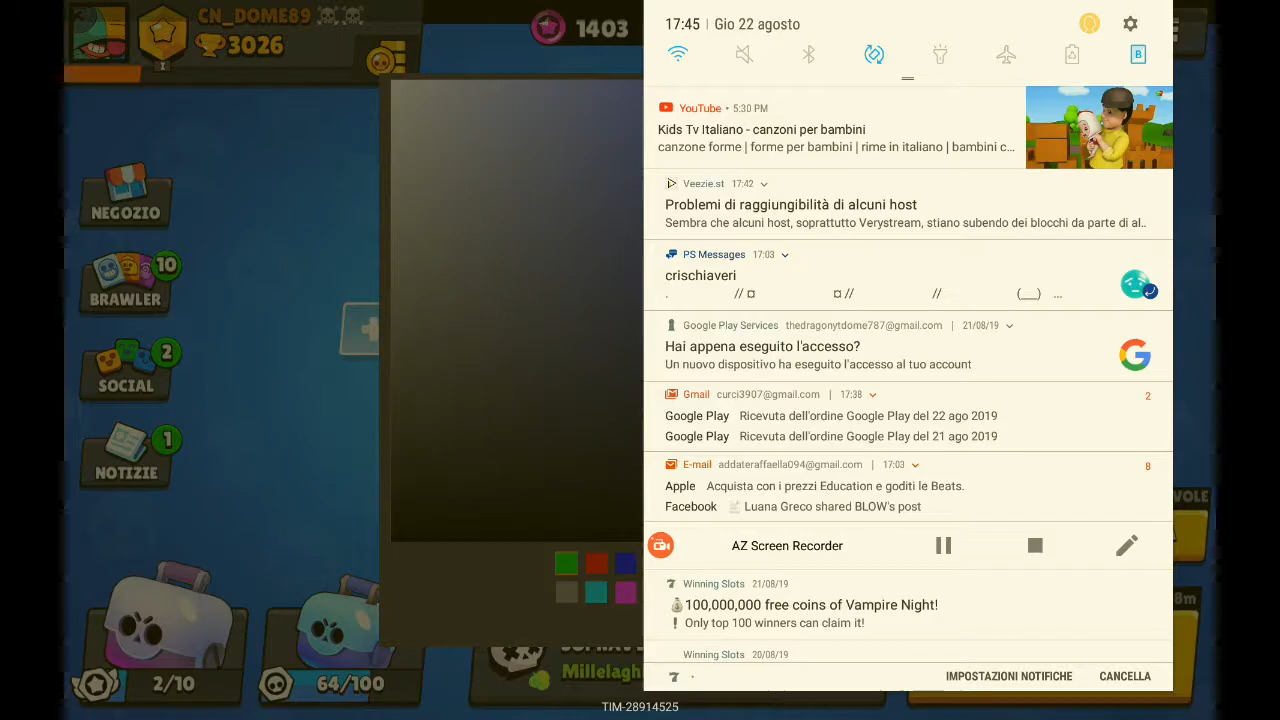 CN_DOME89☠☠
3026
I
1403
NEGOZIO
BRAWLER
10
SOCIAL
2
NOTIZIE
1
2/10
64/100
Millelagh
VOLE
8m
17:45 | Gio 22 agosto
B
YouTube • 5:30 PM
Kids Tv Italiano - canzoni per bambini
canzone forme | forme per bambini | rime in italiano | bambini c...
Veezie.st 17:42
Problemi di raggiungibilità di alcuni host
Sembra che alcuni host, soprattutto Verystream, stiano subendo dei blocchi da parte di al..
PS Messages 17:03
crischiaveri
. // ¤ ¤ // // (__) ...
Google Play Services thedragonytdome787@gmail.com | 21/08/19
Hai appena eseguito l'accesso?
Un nuovo dispositivo ha eseguito l'accesso al tuo account
G
Gmail curci3907@gmail.com | 17:38 2
Google Play Ricevuta dell'ordine Google Play del 22 ago 2019
Google Play Ricevuta dell'ordine Google Play del 21 ago 2019
E-mail addateraffaella094@gmail.com | 17:03 8
Apple Acquista con i prezzi Education e goditi le Beats.
Facebook Luana Greco shared BLOW's post
AZ Screen Recorder
Winning Slots 21/08/19
💰100,000,000 free coins of Vampire Night!
❗ Only top 100 winners can claim it!
Winning Slots 20/08/19
IMPOSTAZIONI NOTIFICHE CANCELLA
TIM-28914525